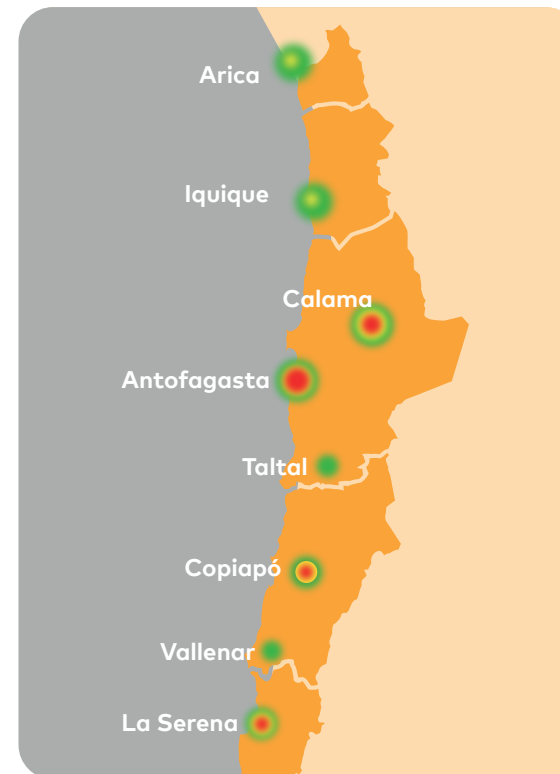 Arica
Iquique
Calama
Antofagasta
Taltal
Copiapó
Vallenar
La Serena